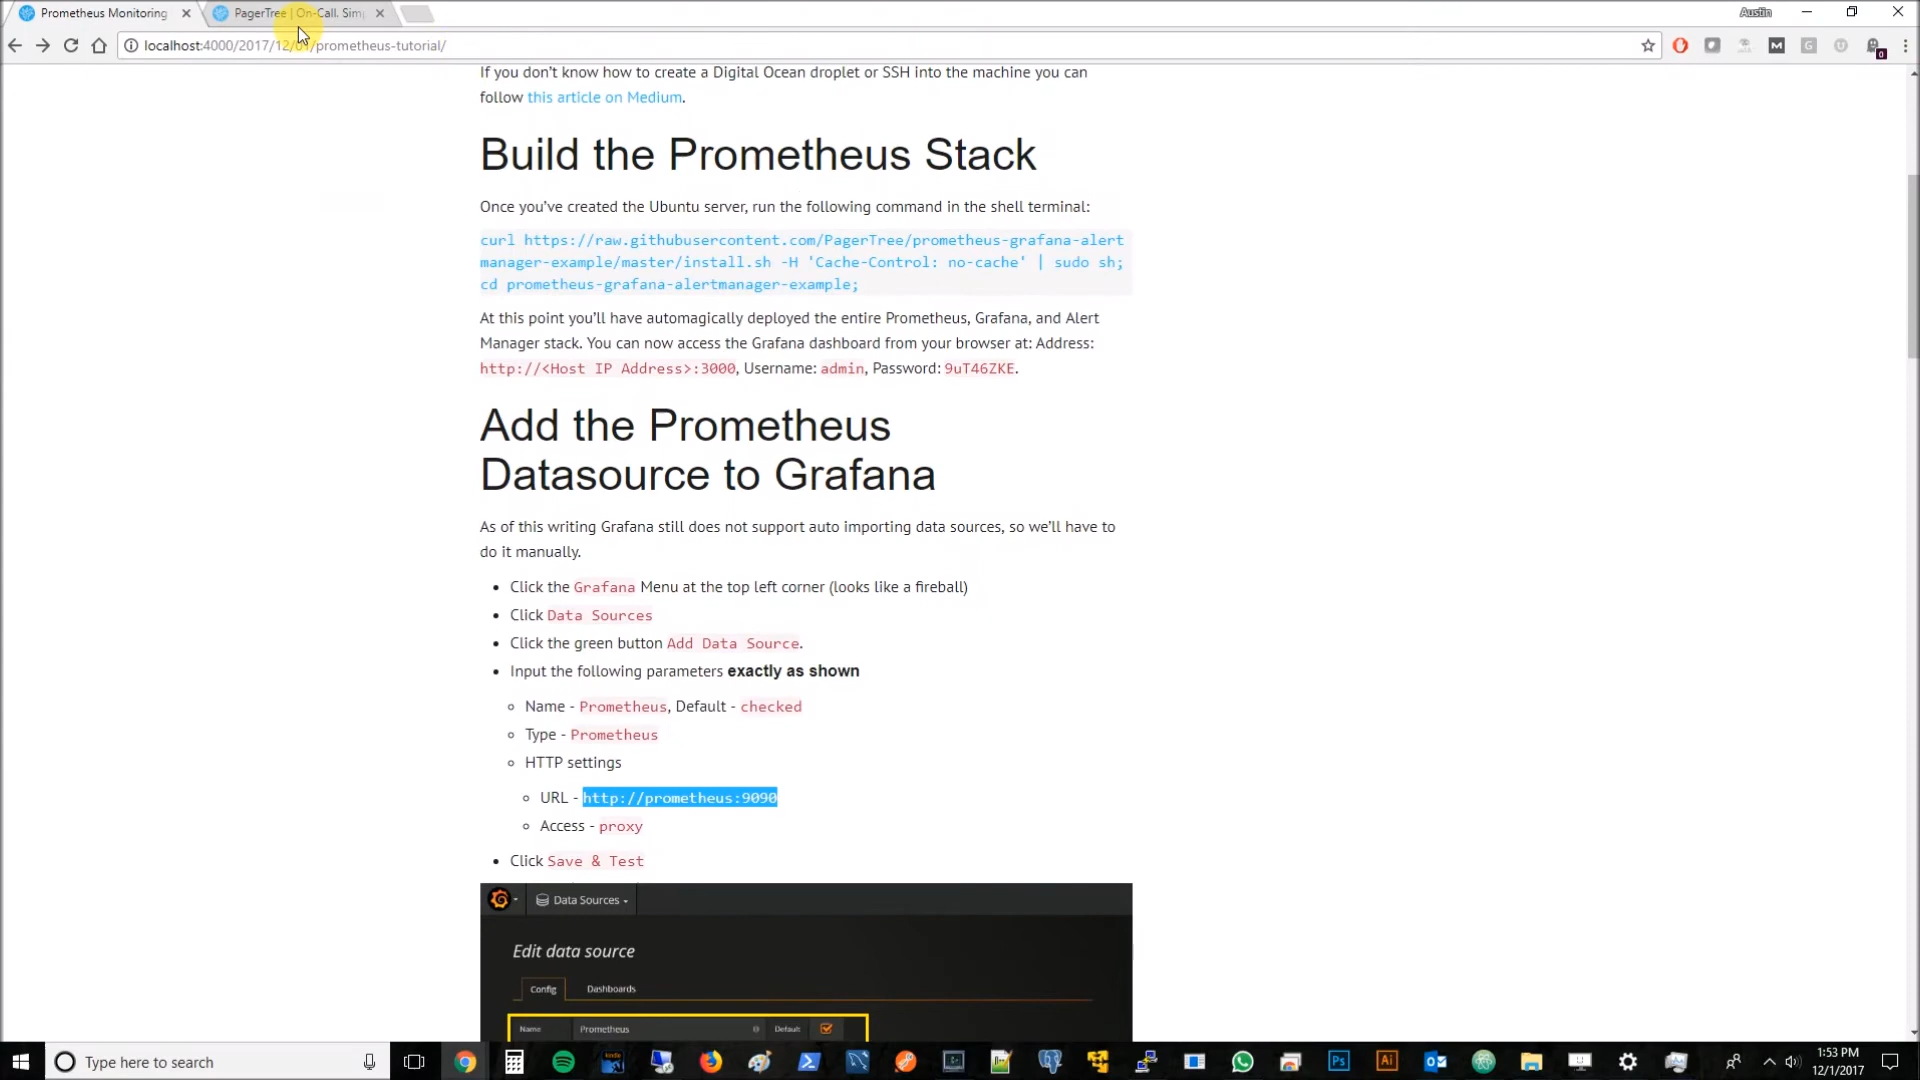 Prometheus Monitoring
PagerTree | On-Call. Sim
Austin
localhost:4000/2017/12/01/prometheus-tutorial/
If you don’t know how to create a Digital Ocean droplet or SSH into the machine you can
follow this article on Medium.
Build the Prometheus Stack
Once you’ve created the Ubuntu server, run the following command in the shell terminal:
curl https://raw.githubusercontent.com/PagerTree/prometheus-grafana-alert
manager-example/master/install.sh -H 'Cache-Control: no-cache' | sudo sh;
cd prometheus-grafana-alertmanager-example;
At this point you’ll have automagically deployed the entire Prometheus, Grafana, and Alert
Manager stack. You can now access the Grafana dashboard from your browser at: Address:
http://<Host IP Address>:3000, Username: admin, Password: 9uT46ZKE.
Add the Prometheus
Datasource to Grafana
As of this writing Grafana still does not support auto importing data sources, so we’ll have to
do it manually.
• Click the Grafana Menu at the top left corner (looks like a fireball)
• Click Data Sources
• Click the green button Add Data Source.
• Input the following parameters exactly as shown
◦ Name - Prometheus, Default - checked
◦ Type - Prometheus
◦ HTTP settings
◦ URL - http://prometheus:9090
◦ Access - proxy
• Click Save & Test
Data Sources
Edit data source
Config
Dashboards
Name
Prometheus
Default
Type here to search
1:53 PM
12/1/2017